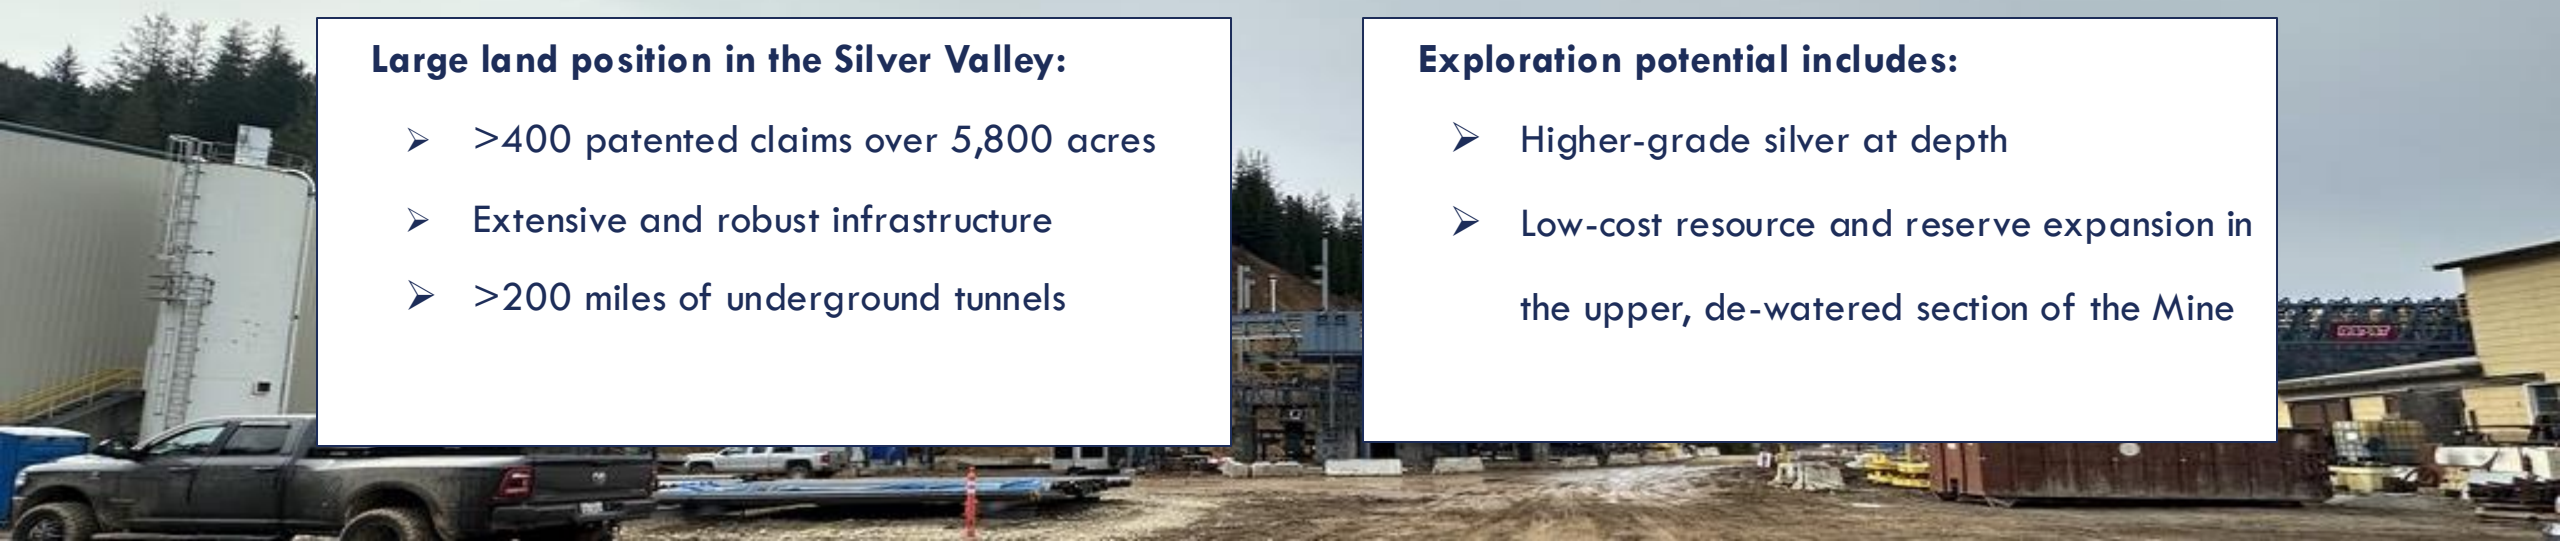 Large land position in the Silver Valley:
➢ >400 patented claims over 5,800 acres
➢ Extensive and robust infrastructure
➢ >200 miles of underground tunnels
Exploration potential includes:
➢ Higher-grade silver at depth
➢ Low-cost resource and reserve expansion in
the upper, de-watered section of the Mine